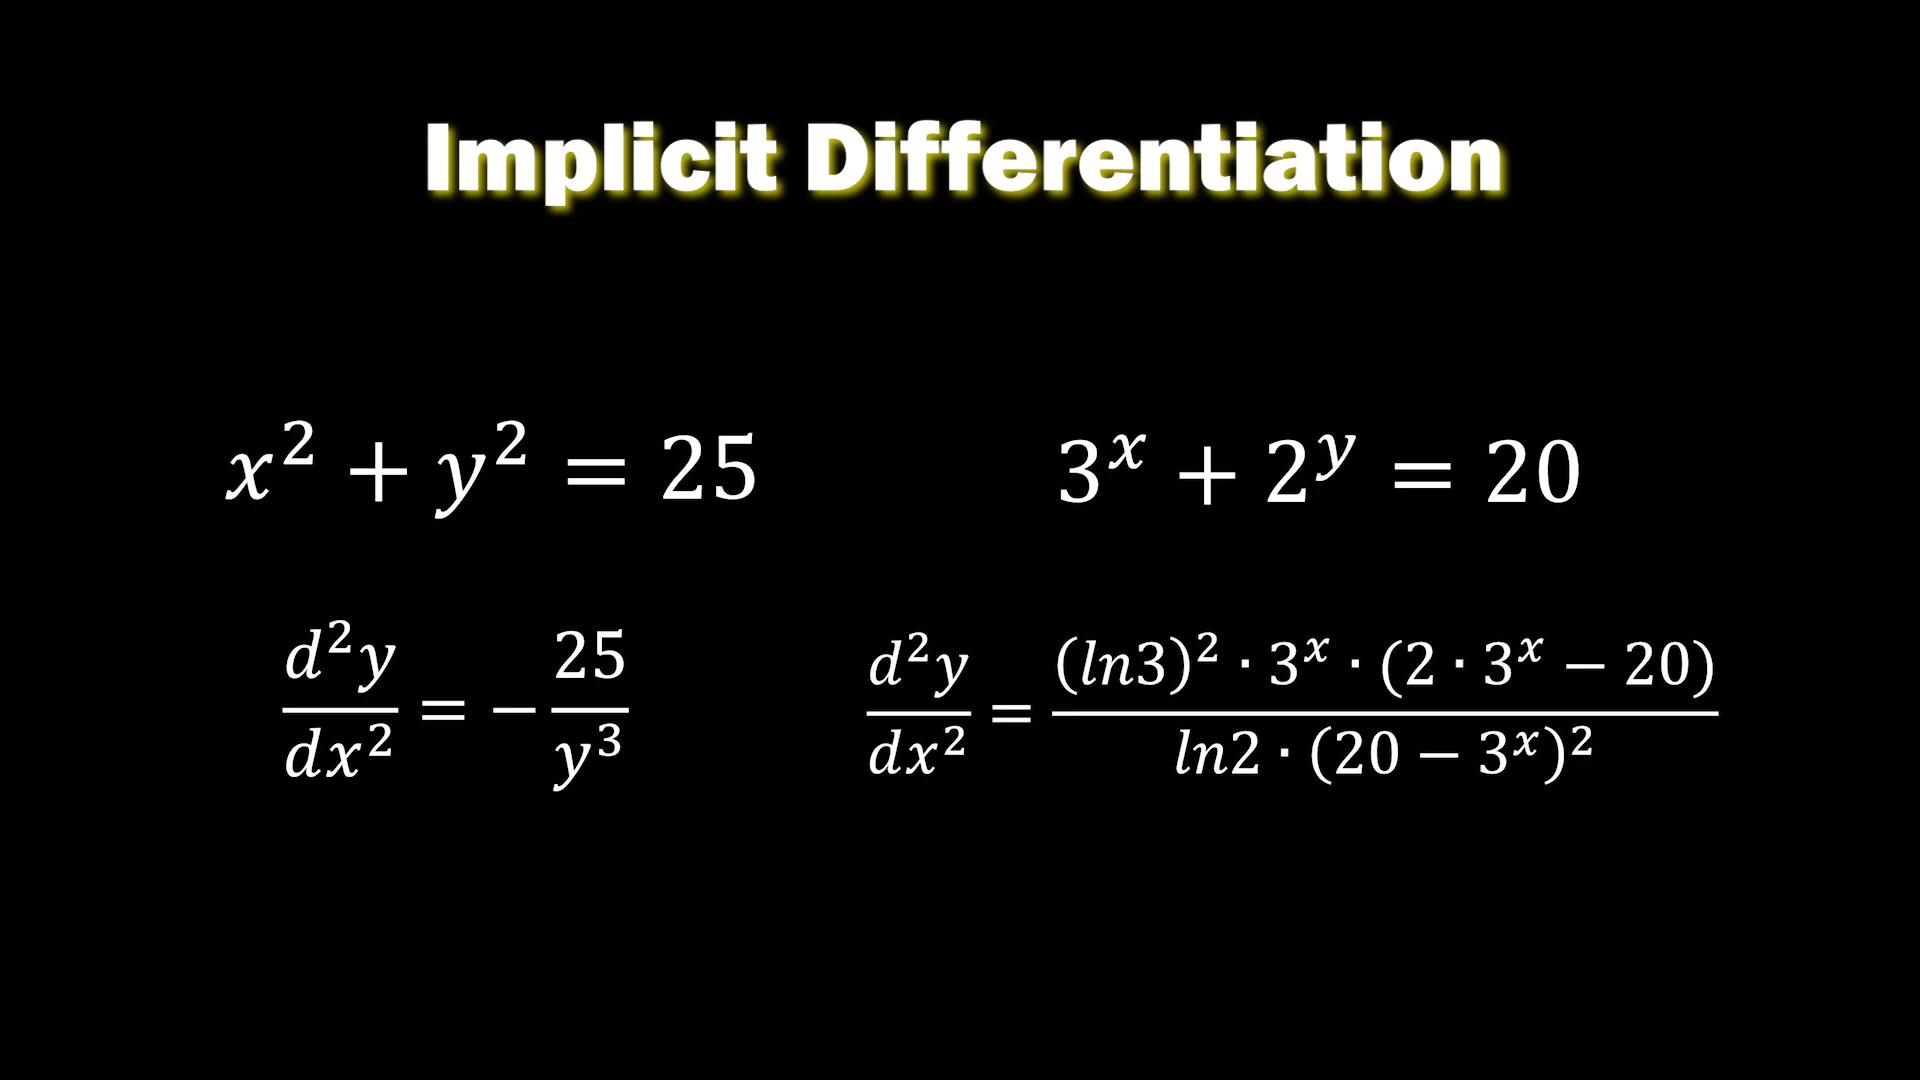 Implicit Differentiation
x² + y² = 25
3ˣ + 2ʸ = 20
d²y/dx² = −25/y³
d²y/dx² = (ln3)² · 3ˣ · (2 · 3ˣ − 20)/ln2 · (20 − 3ˣ)²